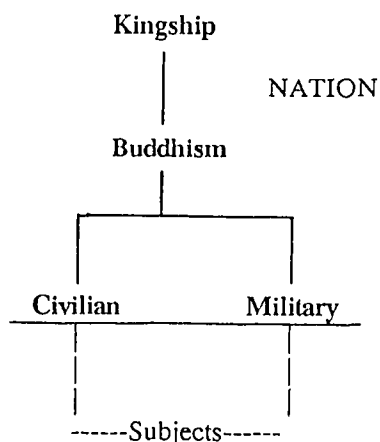 Kingship
NATION
Buddhism
Civilian Military
------Subjects------